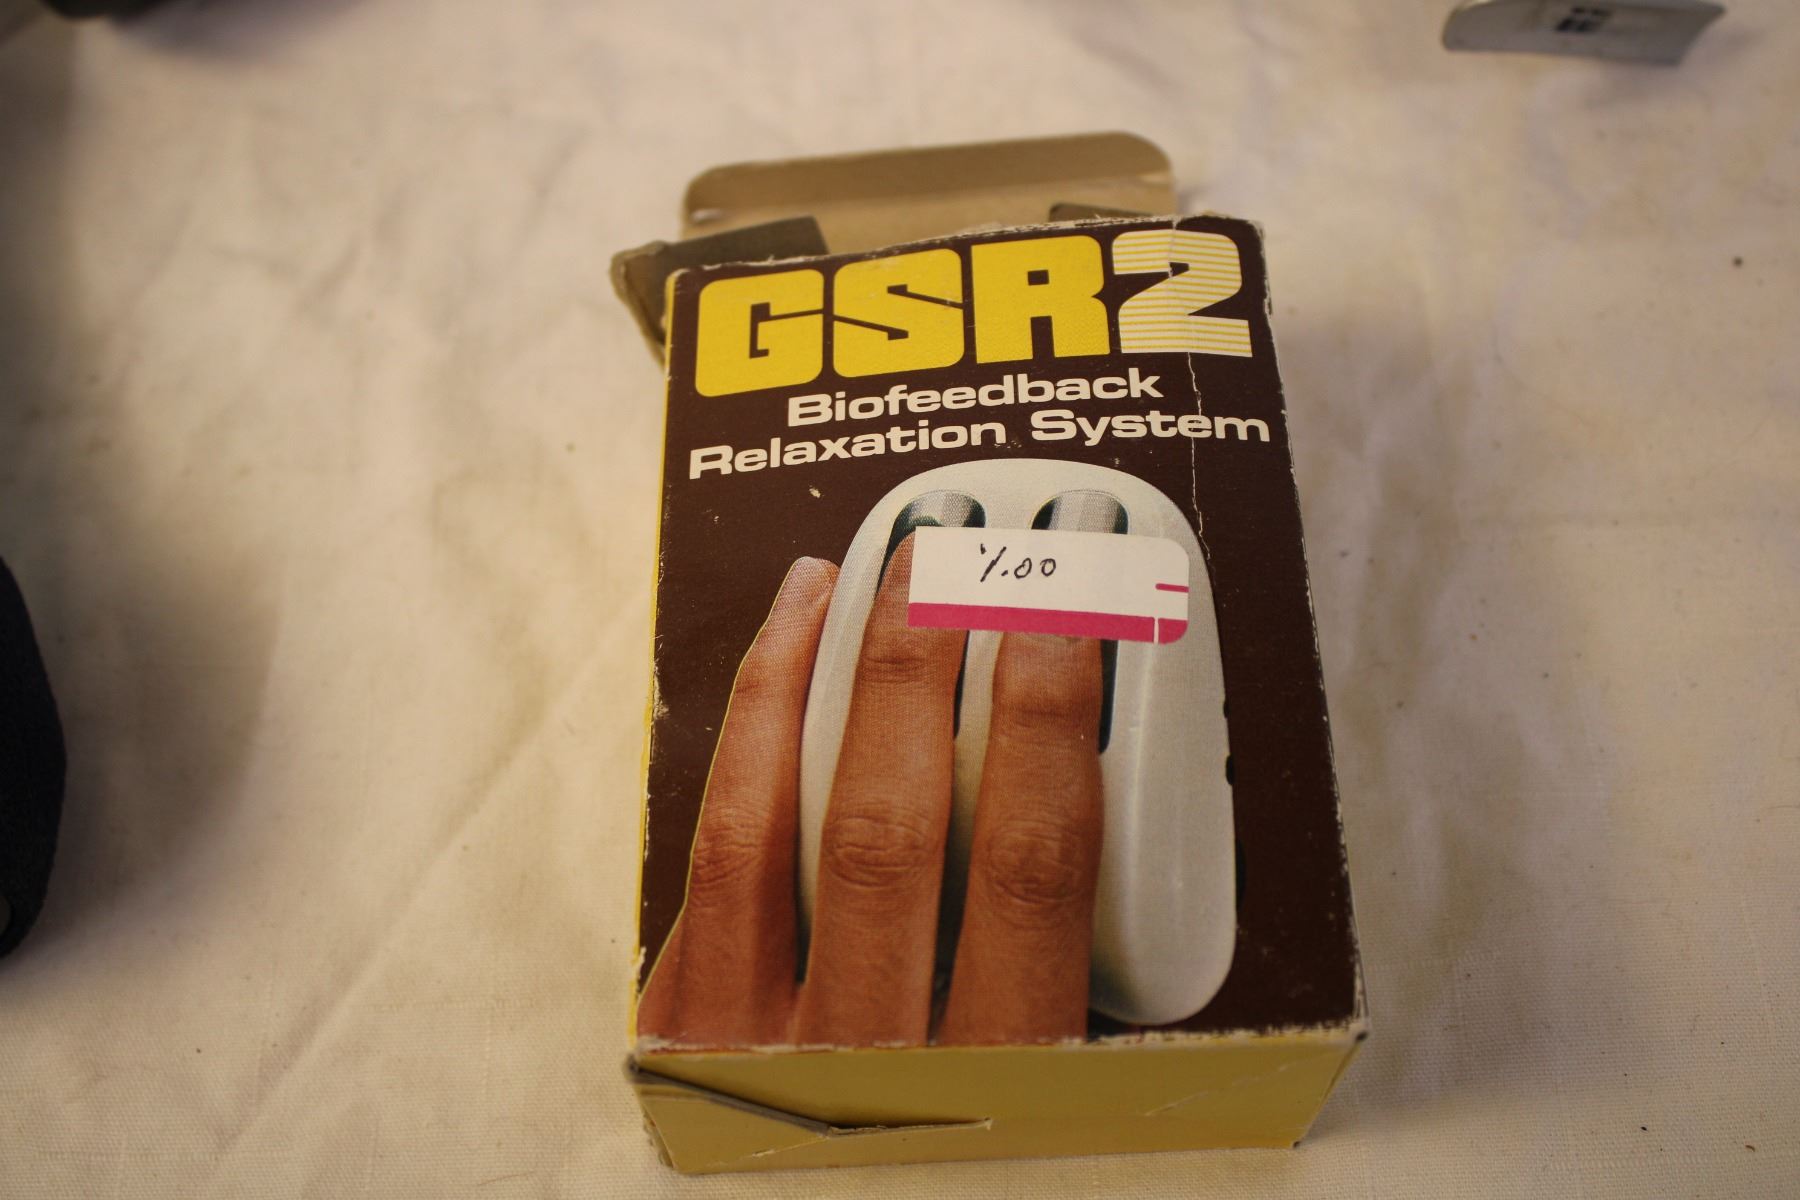 GSR2
Biofeedback
Relaxation System
1.00